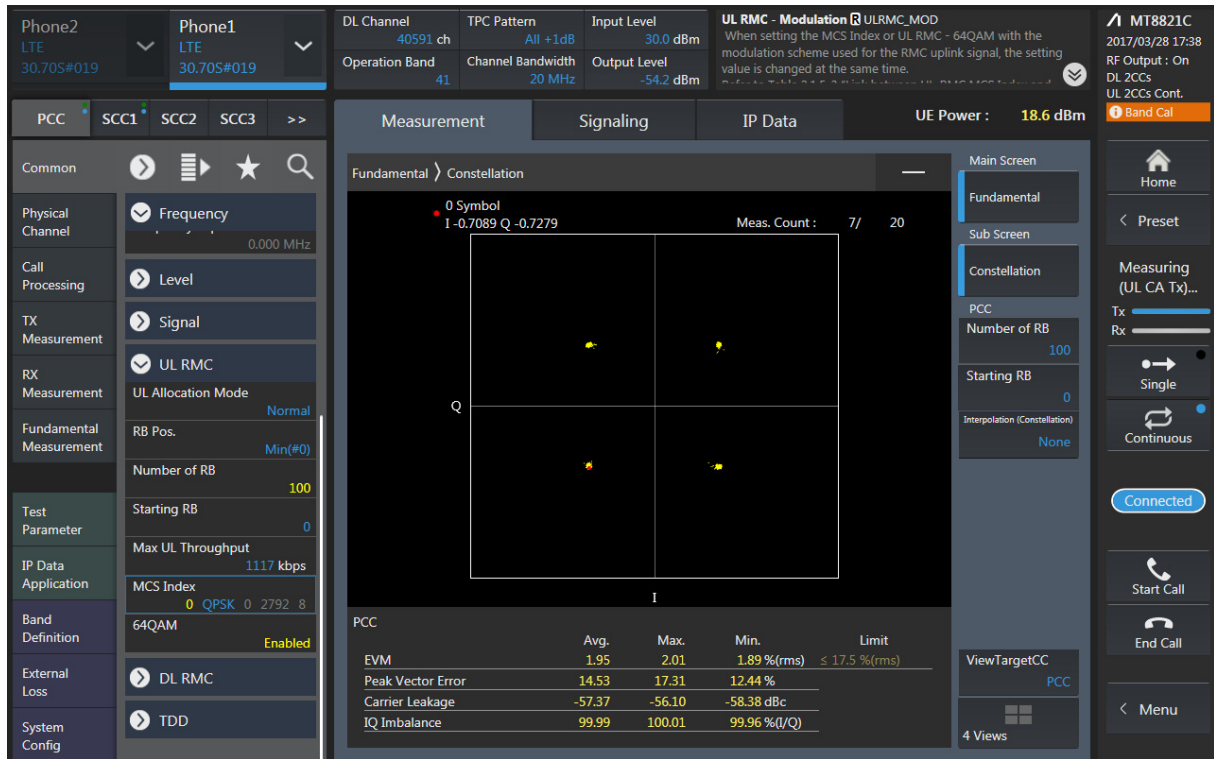 Phone2
LTE
30.70S#019
Phone1
LTE
30.70S#019
DL Channel
40591 ch
TPC Pattern
All +1dB
Input Level
30.0 dBm
Operation Band
41
Channel Bandwidth
20 MHz
Output Level
-54.2 dBm
UL RMC - Modulation R ULRMC_MOD
When setting the MCS Index or UL RMC -
64QAM with the
modulation scheme used for the RMC uplink signal, the setting
value is changed at the same time.
MT8821C
2017/03/28 17:38
RF Output : On
DL 2CCs
UL 2CCs Cont.
Band Cal
PCC
SCC1
SCC2
SCC3
>>
Measurement
Signaling
IP Data
UE Power : 18.6 dBm
Common
Physical
Channel
Call
Processing
TX
Measurement
RX
Measurement
Fundamental
Measurement
Test
Parameter
IP Data
Application
Band
Definition
External
Loss
System
Config
Frequency
0.000 MHz
Level
Signal
UL RMC
UL Allocation Mode
Normal
RB Pos.
Min(#0)
Number of RB
100
Starting RB
0
Max UL Throughput
1117 kbps
MCS Index
0 QPSK 0 2792 8
64QAM
Enabled
DL RMC
TDD
Fundamental 〉 Constellation
0 Symbol
I -0.7089 Q -0.7279
Meas. Count : 7/ 20
Q
I
PCC
Avg. Max. Min. Limit
EVM 1.95 2.01 1.89 %(rms) ≤ 17.5 %(rms)
Peak Vector Error 14.53 17.31 12.44 %
Carrier Leakage -57.37 -56.10 -58.38 dBc
IQ Imbalance 99.99 100.01 99.96 %(I/Q)
Main Screen
Fundamental
Sub Screen
Constellation
PCC
Number of RB
100
Starting RB
0
Interpolation (Constellation)
None
ViewTargetCC
PCC
4 Views
Home
< Preset
Measuring
(UL CA Tx)...
Tx
Rx
Single
Continuous
Connected
Start Call
End Call
< Menu